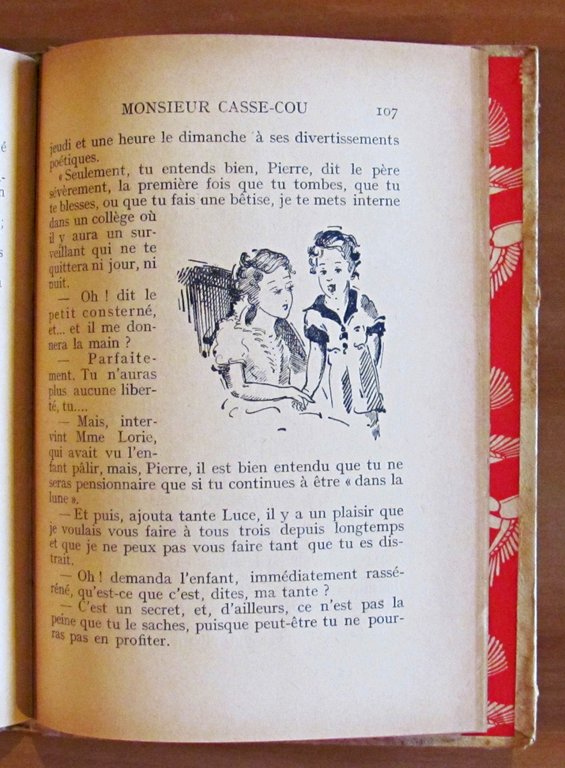 MONSIEUR CASSE-COU 107
jeudi et une heure le dimanche à ses divertissements
poétiques.
« Seulement, tu entends bien, Pierre, dit le père
sévèrement, la première fois que tu tombes, que tu
te blesses, ou que tu fais une bêtise, je te mets interne
dans un collège où
il y aura un sur-
veillant qui ne te
quittera ni jour, ni
nuit.
— Oh ! dit le
petit consterné,
et... et il me don-
nera la main ?
— Parfaite-
ment. Tu n'auras
plus aucune liber-
té, tu....
— Mais, inter-
vint Mme Lorie,
qui avait vu l'en-
fant pâlir, mais, Pierre, il est bien entendu que tu ne
seras pensionnaire que si tu continues à être « dans la
lune ».
— Et puis, ajouta tante Luce, il y a un plaisir que
je voulais vous faire à tous trois depuis longtemps
et que je ne peux pas vous faire tant que tu es dis-
trait.
— Oh ! demanda l'enfant, immédiatement rassé-
réné, qu'est-ce que c'est, dites, ma tante ?
— C'est un secret, et, d'ailleurs, ce n'est pas la
peine que tu le saches, puisque peut-être tu ne pour-
ras pas en profiter.